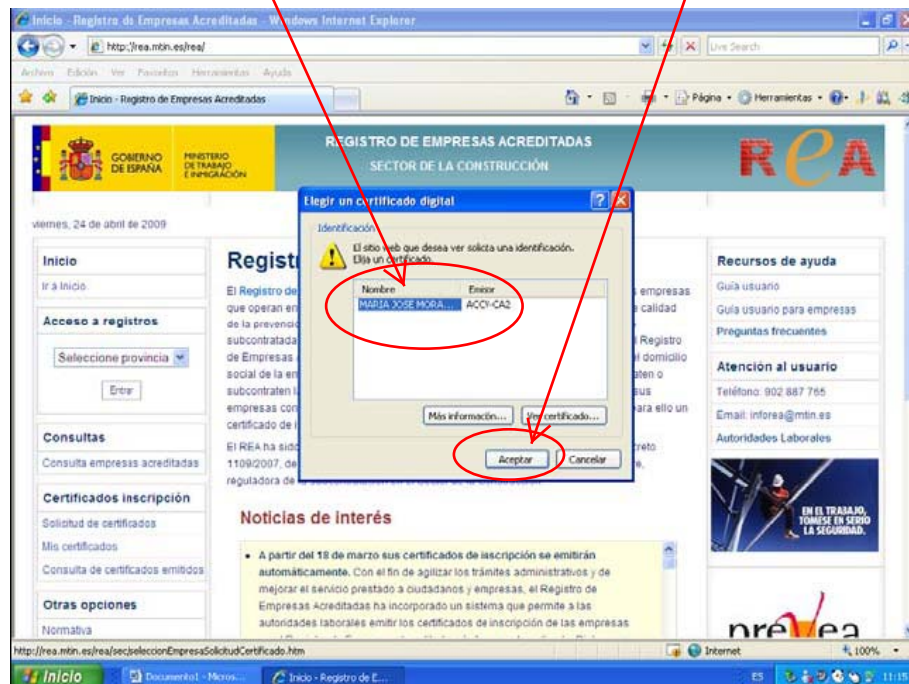 Inicio - Registro de Empresas Acreditadas - Windows Internet Explorer
http://rea.mtin.es/rea/
Live Search
Archivo Edición Ver Favoritos Herramientas Ayuda
Inicio - Registro de Empresas Acreditadas
Página
Herramientas
GOBIERNO DE ESPAÑA
MINISTERIO DE TRABAJO E INMIGRACIÓN
REGISTRO DE EMPRESAS ACREDITADAS
SECTOR DE LA CONSTRUCCIÓN
ReA
viernes, 24 de abril de 2009
Inicio
Ir a Inicio
Acceso a registros
Seleccione provincia
Entrar
Consultas
Consulta empresas acreditadas
Certificados inscripción
Solicitud de certificados
Mis certificados
Consulta de certificados emitidos
Otras opciones
Normativa
Regist
El Registro de
empresas
que operan en
calidad
de la prevenció
subcontratada
l Registro
de Empresas
l domicilio
social de la em
aten o
subcontraten l
sus
empresas con
ara ello un
certificado de i
El REA ha sido
creto
1109/2007, de
re,
reguladora de
Elegir un certificado digital
Identificación
El sitio web que desea ver solicita una identificación.
Elija un certificado.
Nombre Emisor
MARIA JOSE MORA... ACCV-CA2
Más información... Ver certificado...
Aceptar Cancelar
Noticias de interés
A partir del 18 de marzo sus certificados de inscripción se emitirán
automáticamente. Con el fin de agilizar los trámites administrativos y de
mejorar el servicio prestado a ciudadanos y empresas, el Registro de
Empresas Acreditadas ha incorporado un sistema que permite a las
autoridades laborales emitir los certificados de inscripción de las empresas
Recursos de ayuda
Guía usuario
Guía usuario para empresas
Preguntas frecuentes
Atención al usuario
Teléfono: 902 887 765
Email: inforea@mtin.es
Autoridades Laborales
EN EL TRABAJO,
TÓMESE EN SERIO
LA SEGURIDAD.
prevea
http://rea.mtin.es/rea/sec/seleccionEmpresaSolicitudCertificado.htm
Internet
100%
Inicio
Documento1 - Micros...
Inicio - Registro de E...
ES
11:15